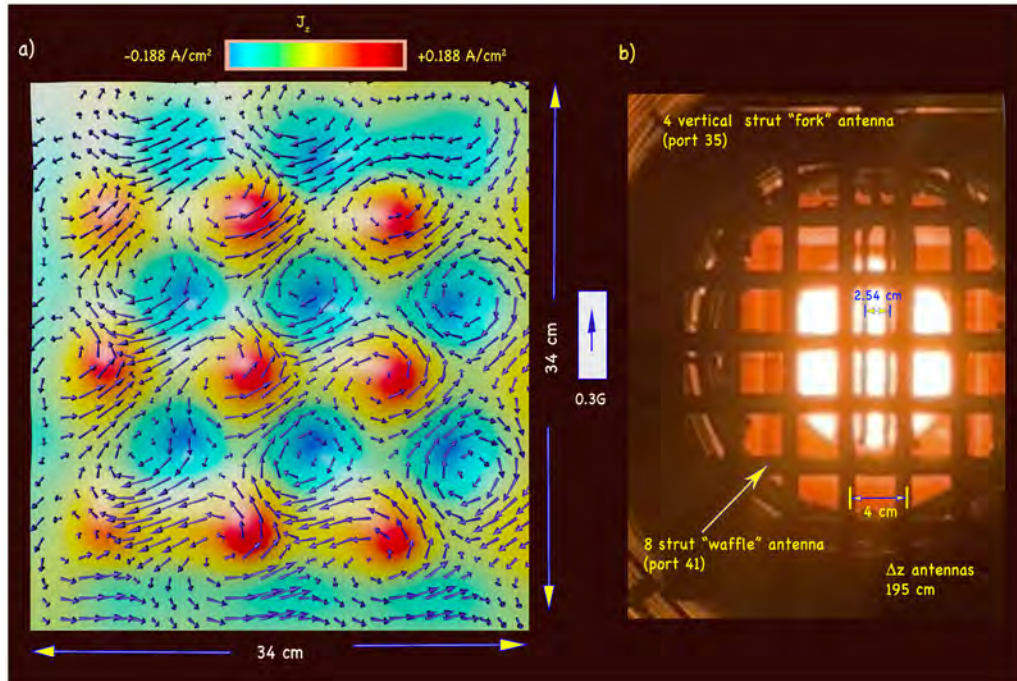 a)
J_z
-0.188 A/cm²
+0.188 A/cm²
34 cm
34 cm
0.3G
b)
4 vertical strut "fork" antenna
(port 35)
2.54 cm
4 cm
8 strut "waffle" antenna
(port 41)
Δz antennas
195 cm